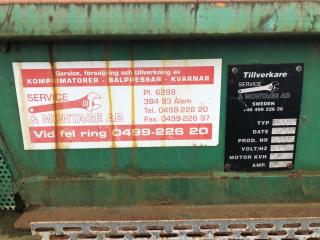 Service, försäljning och tillverkning av
KOMPRIMATORER - BALPRESSAR - KVARNAR
SERVICE
& MONTAGE AB
Pl. 6299
384 93 Ålem
Tel. 0499-226 20
Fax. 0499-226 97
Vid fel ring 0499-226 20
Tillverkare
SERVICE
& MONTAGE AB
SWEDEN
+46 499 226 20
TYP
DATE
PROD. NR
VOLT/HZ
MOTOR KVH
AMP.